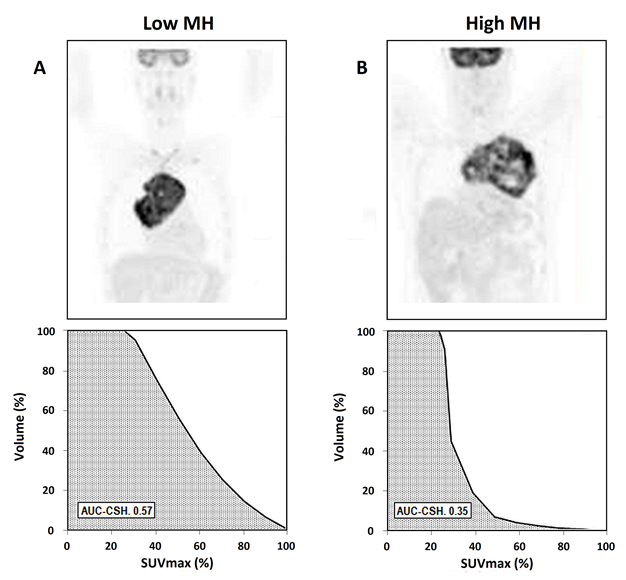 Low MH
High MH
A
B
100
80
60
40
20
0
Volume (%)
AUC-CSH. 0.57
0 20 40 60 80 100
SUVmax (%)
100
80
60
40
20
0
Volume (%)
AUC-CSH. 0.35
0 20 40 60 80 100
SUVmax (%)